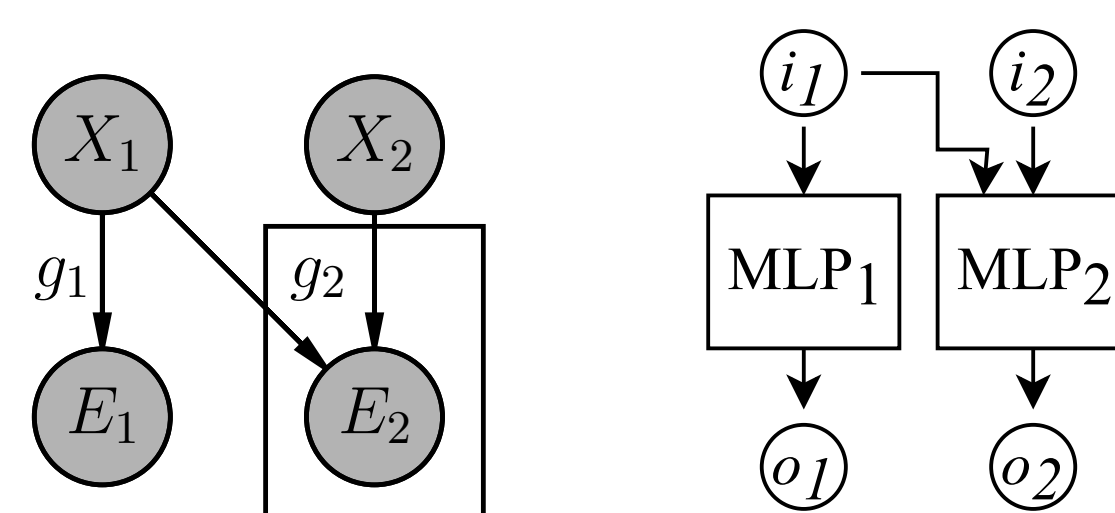 X₁ X₂
g₁ g₂
E₁ E₂
i₁ i₂
MLP₁ MLP₂
o₁ o₂